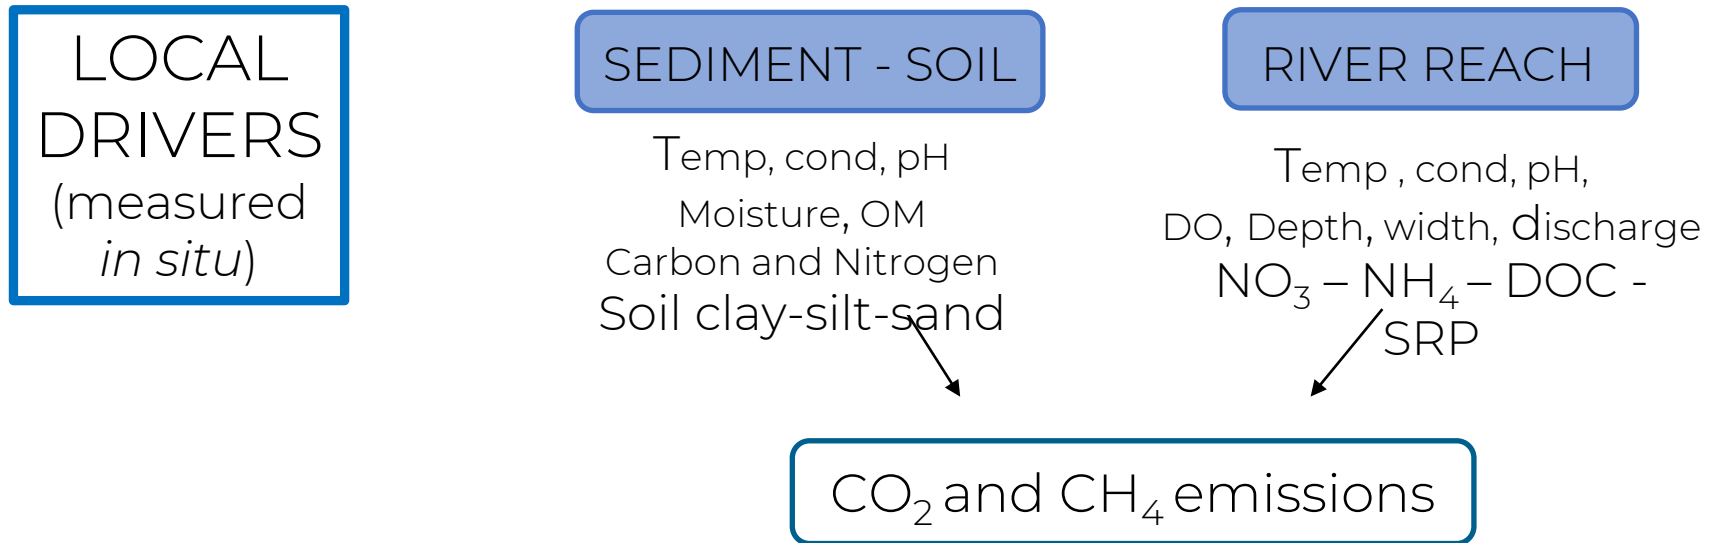 LOCAL
DRIVERS
(measured
in situ)
SEDIMENT - SOIL
Temp, cond, pH
Moisture, OM
Carbon and Nitrogen
Soil clay-silt-sand
RIVER REACH
Temp , cond, pH,
DO, Depth, width, discharge
NO₃ – NH₄ – DOC -
SRP
CO₂ and CH₄ emissions